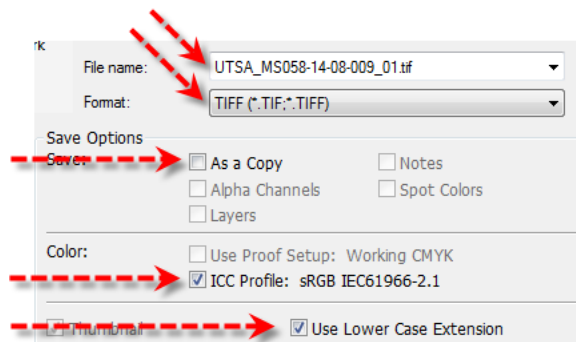 rk
File name: UTSA_MS058-14-08-009_01.tif
Format: TIFF (*.TIF;*.TIFF)
Save Options
Save: As a Copy Notes
Alpha Channels Spot Colors
Layers
Color: Use Proof Setup: Working CMYK
ICC Profile: sRGB IEC61966-2.1
Thumbnail Use Lower Case Extension